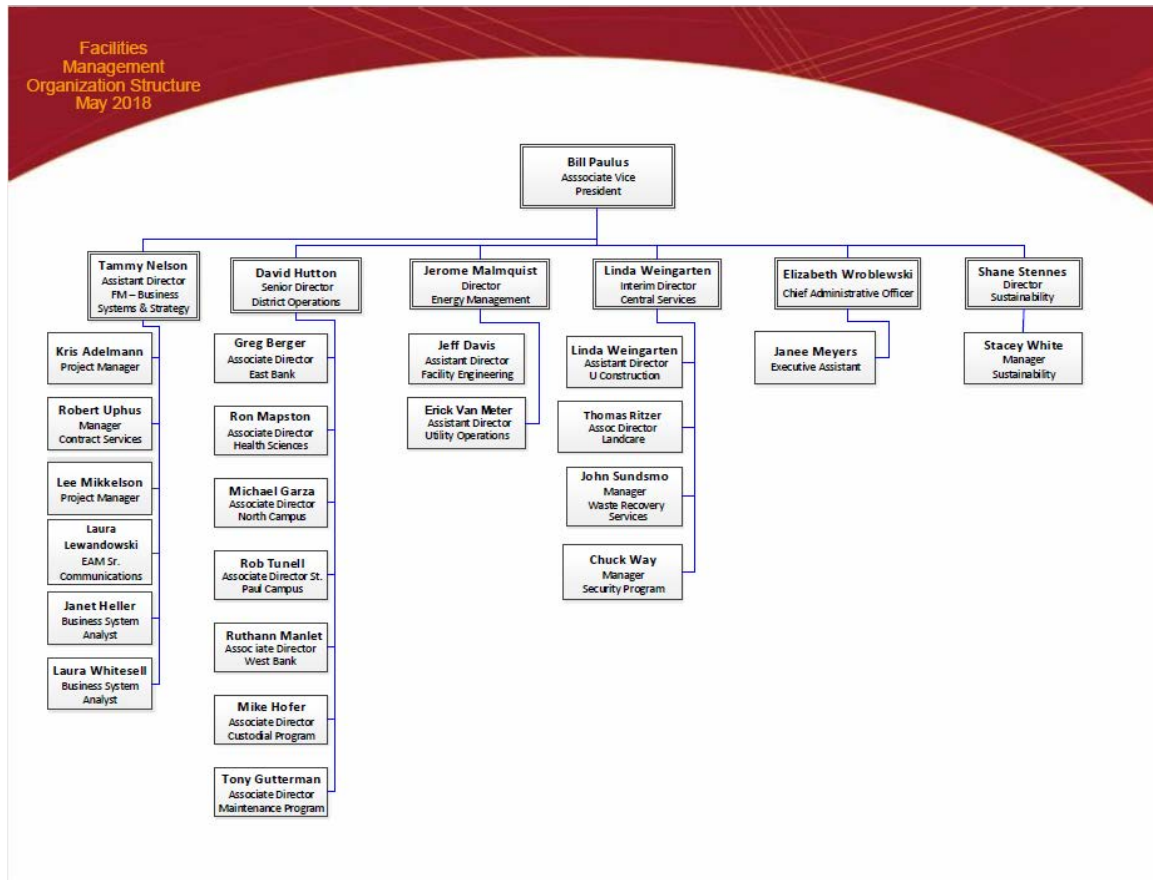 Facilities
Management
Organization Structure
May 2018
Bill Paulus
Asssociate Vice
President
Tammy Nelson
Assistant Director
FM – Business
Systems & Strategy
Kris Adelmann
Project Manager
Robert Uphus
Manager
Contract Services
Lee Mikkelson
Project Manager
Laura
Lewandowski
EAM Sr.
Communications
Janet Heller
Business System
Analyst
Laura Whitesell
Business System
Analyst
David Hutton
Senior Director
District Operations
Greg Berger
Associate Director
East Bank
Ron Mapston
Associate Director
Health Sciences
Michael Garza
Associate Director
North Campus
Rob Tunell
Associate Director St.
Paul Campus
Ruthann Manlet
Associate Director
West Bank
Mike Hofer
Associate Director
Custodial Program
Tony Gutterman
Associate Director
Maintenance Program
Jerome Malmquist
Director
Energy Management
Jeff Davis
Assistant Director
Facility Engineering
Erick Van Meter
Assistant Director
Utility Operations
Linda Weingarten
Interim Director
Central Services
Linda Weingarten
Assistant Director
U Construction
Thomas Ritzer
Assoc Director
Landcare
John Sundsmo
Manager
Waste Recovery
Services
Chuck Way
Manager
Security Program
Elizabeth Wroblewski
Chief Administrative Officer
Janee Meyers
Executive Assistant
Shane Stennes
Director
Sustainability
Stacey White
Manager
Sustainability